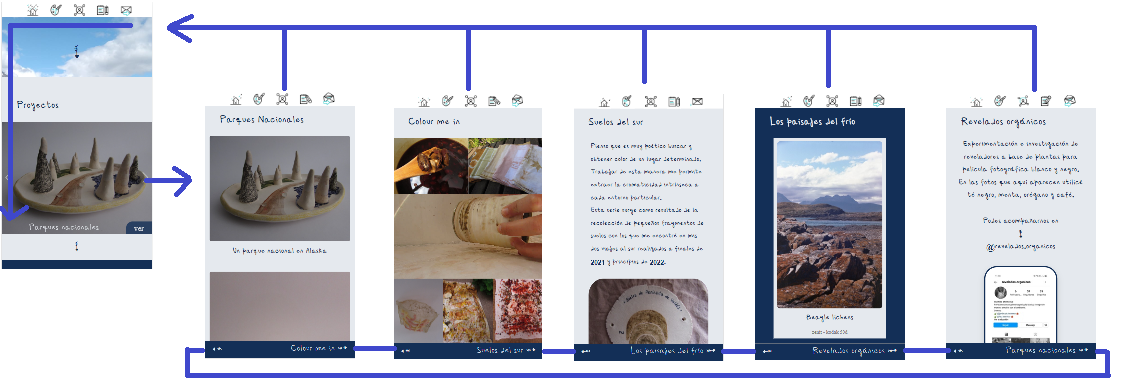 Proyectos
Parques nacionales
ver
Parques Nacionales
Un parque nacional en Alaska
Colour me in
Colour me in
Suelos del sur
Suelos del sur
Pienso que es muy poético buscar y
obtener color de un lugar determinado.
Trabajar de esta manera me permite
extraer la cromaticidad intrínseca a
cada entorno particular.
Esta serie surge como resultado de la
recolección de pequeños fragmentos de
suelos con los que me encontré en mis
dos viajes al sur realizados a finales de
2021 y principios de 2022.
Los paisajes del frío
Los paisajes del frío
Beagle lichens
Revelados orgánicos
Revelados orgánicos
Experimentación e investigación de
reveladores a base de plantas para
película fotográfica blanco y negro.
En las fotos que aquí aparecen utilicé
té negro, menta, orégano y café.
Podés acompañarnos en
@revelados.organicos
Parques nacionales